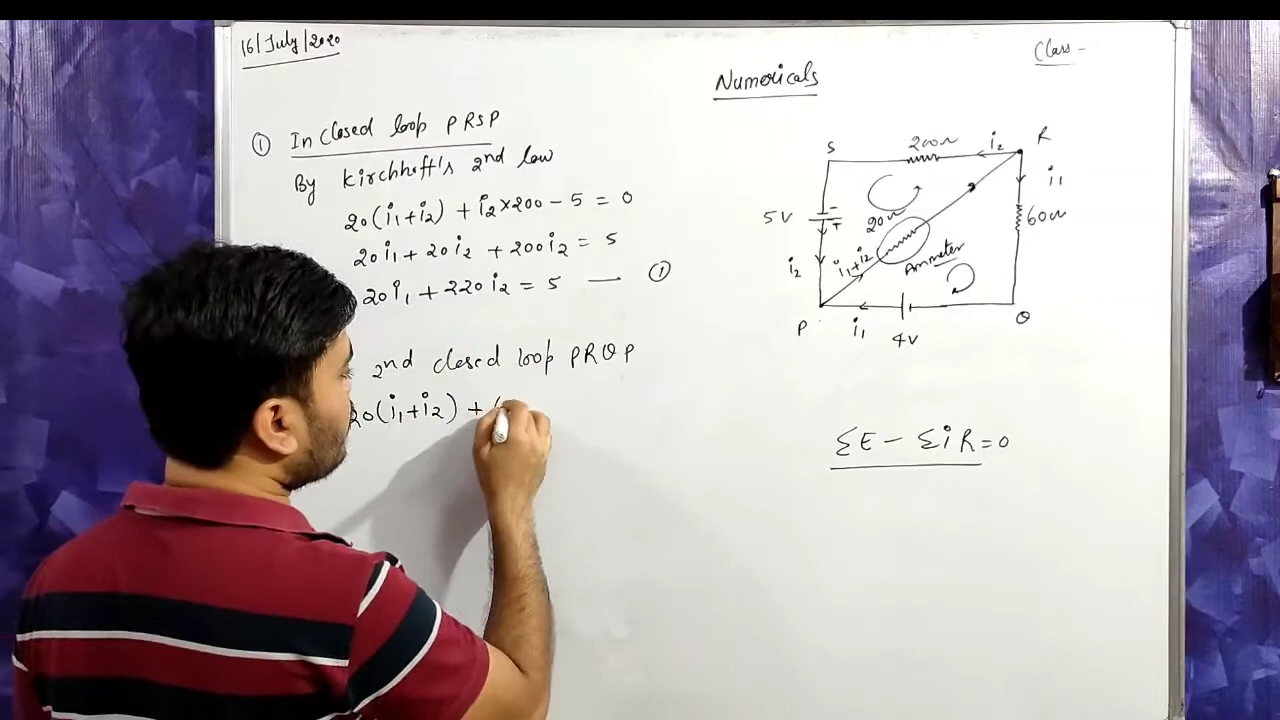 16/July/2020
Class -
Numericals
① In closed loop PRSP
By Kirchhoff's 2nd law
20(i₁+i₂) + i₂×200 - 5 = 0
20i₁ + 20i₂ + 200i₂ = 5
20i₁ + 220i₂ = 5 — ①
2nd closed loop PRQP
20(i₁+i₂) +
S
200Ω
i₂
R
i₁
5V
-
+
20Ω
60Ω
i₂
i₁+i₂
Ammeter
P
i₁
4V
Q
ΣE - ΣiR = 0